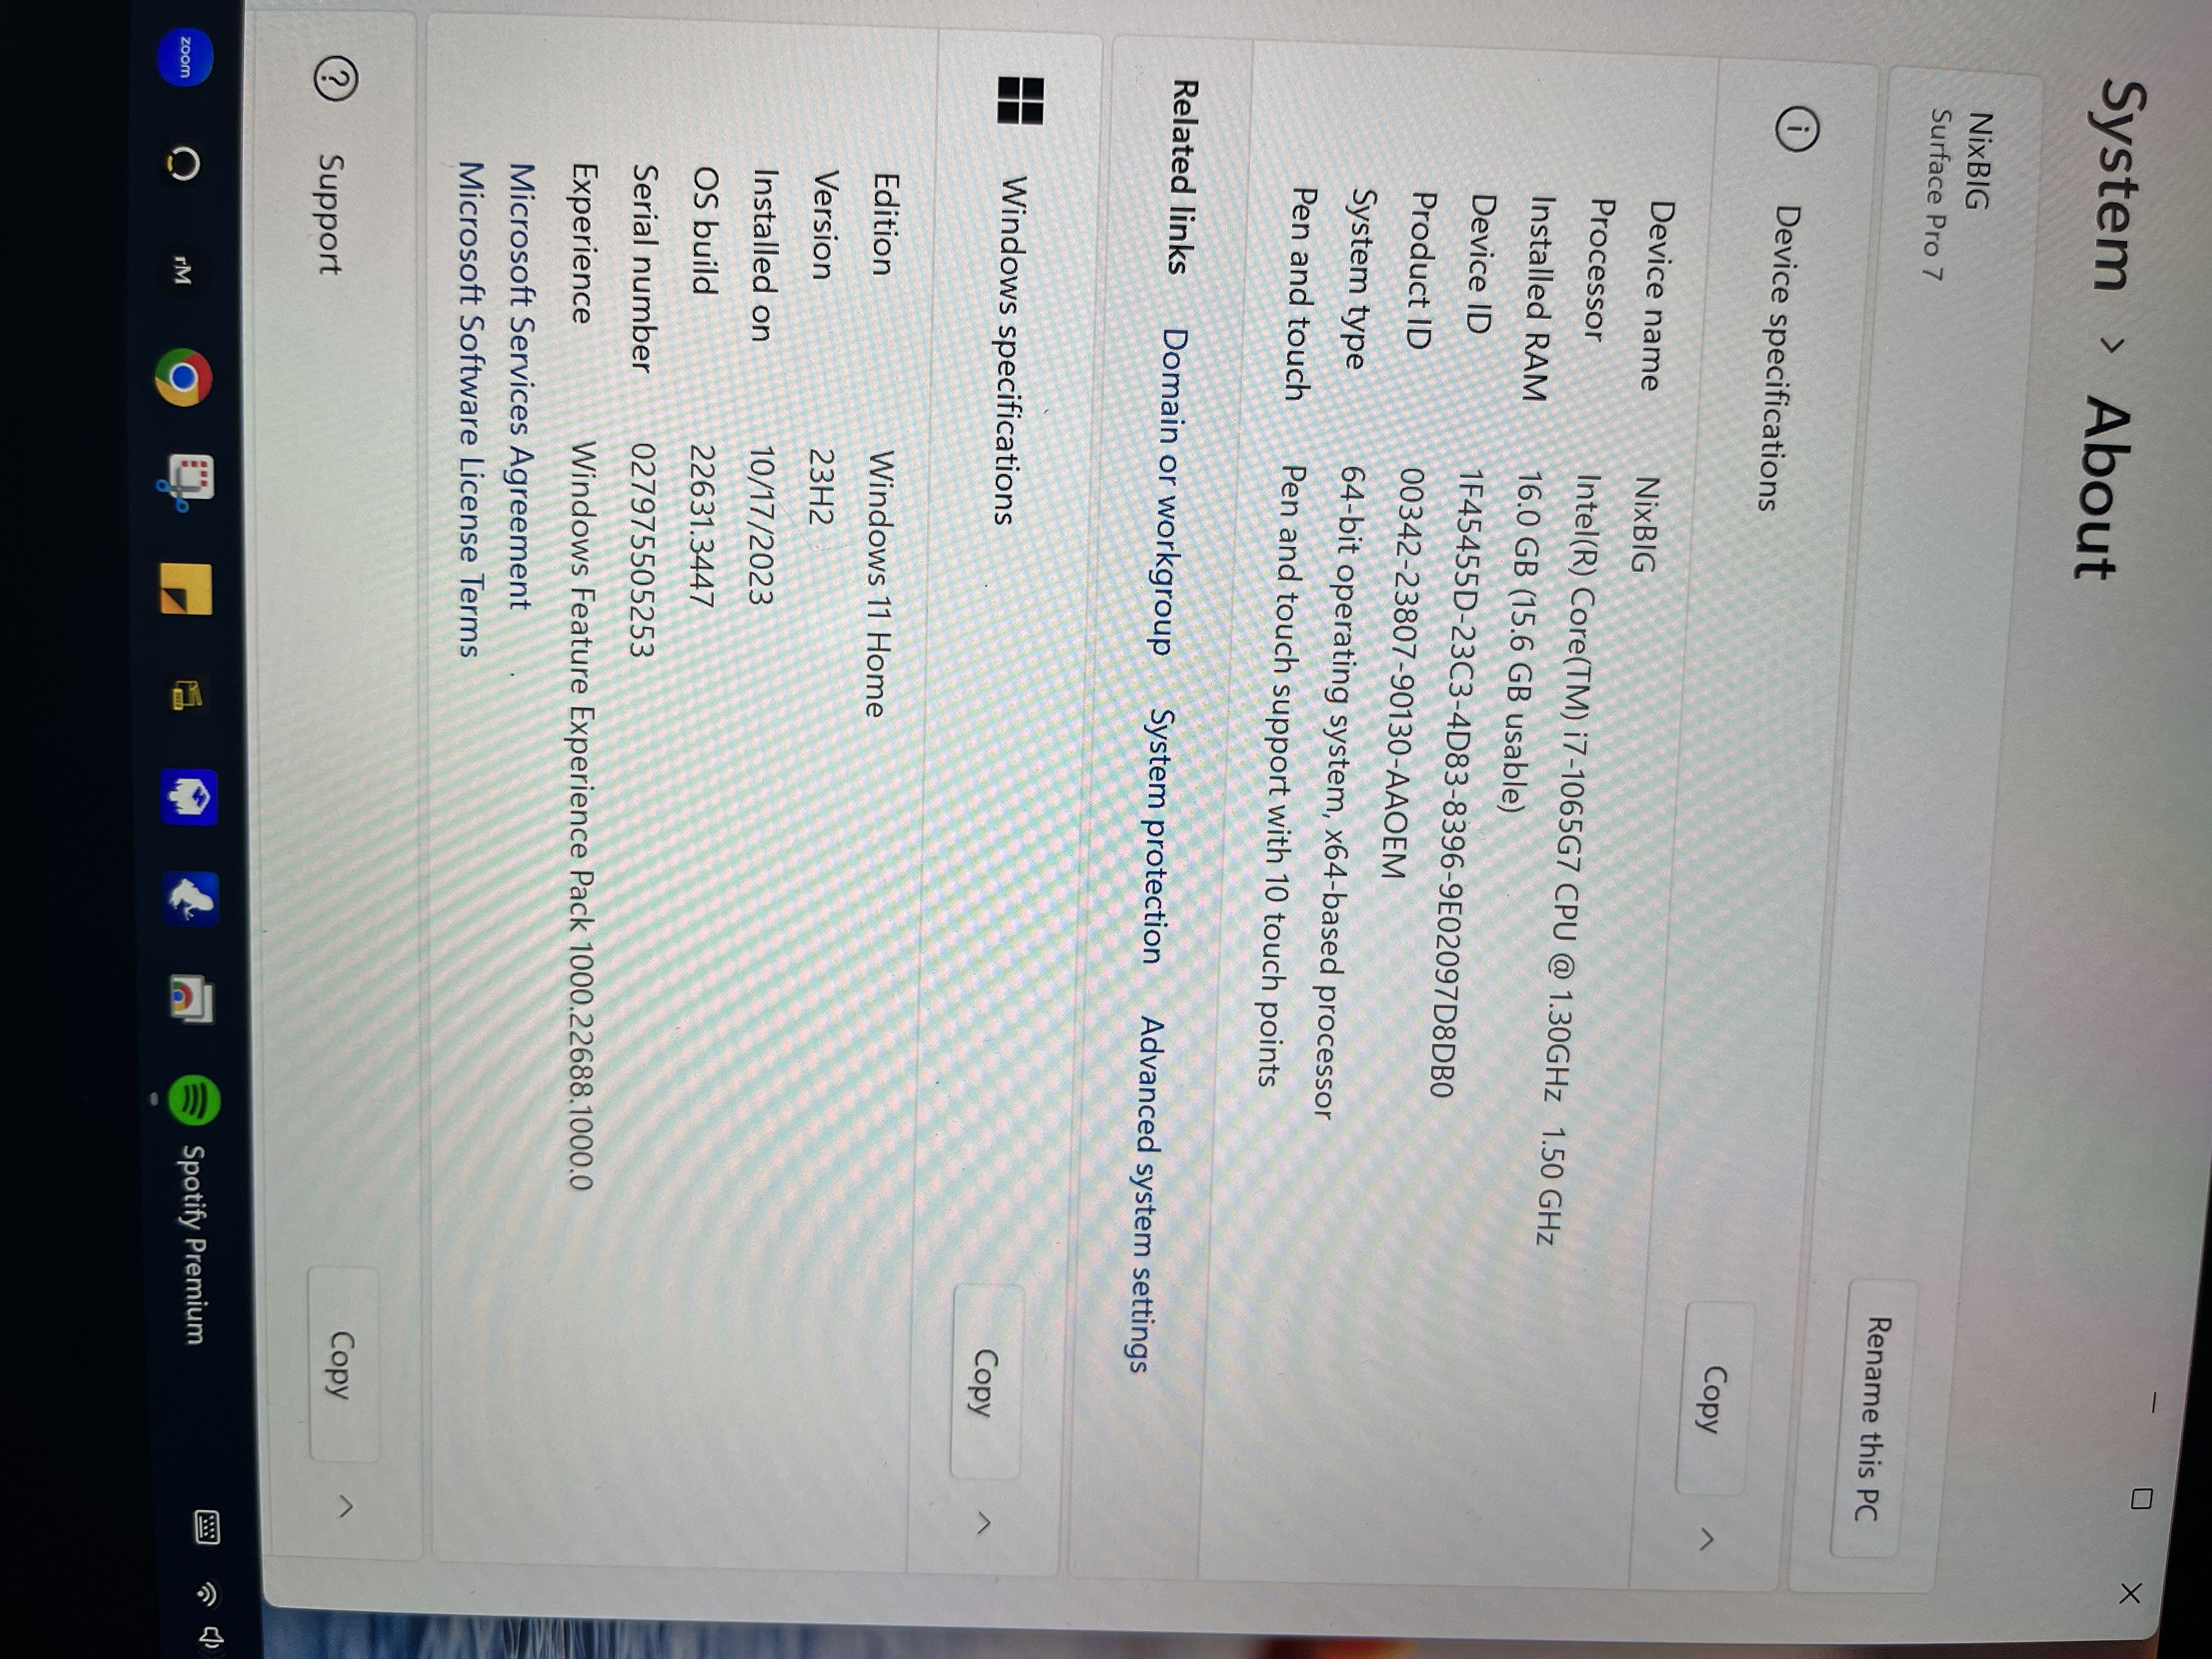 System > About
NixBIG
Surface Pro 7
Rename this PC
Device specifications
Copy
Device name NixBIG
Processor Intel(R) Core(TM) i7-1065G7 CPU @ 1.30GHz 1.50 GHz
Installed RAM 16.0 GB (15.6 GB usable)
Device ID 1F45455D-23C3-4D83-8396-9E02097D8DB0
Product ID 00342-23807-90130-AAOEM
System type 64-bit operating system, x64-based processor
Pen and touch Pen and touch support with 10 touch points
Related links Domain or workgroup System protection Advanced system settings
Windows specifications
Copy
Edition Windows 11 Home
Version 23H2
Installed on 10/17/2023
OS build 22631.3447
Serial number 027975505253
Experience Windows Feature Experience Pack 1000.22688.1000.0
Microsoft Services Agreement
Microsoft Software License Terms
Support
Copy
zoom
rM
Spotify Premium